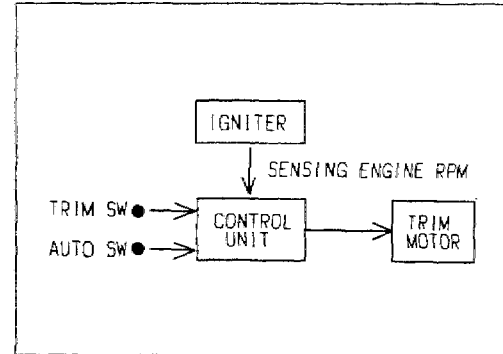 IGNITER
SENSING ENGINE RPM
TRIM SW
CONTROL
UNIT
TRIM
MOTOR
AUTO SW